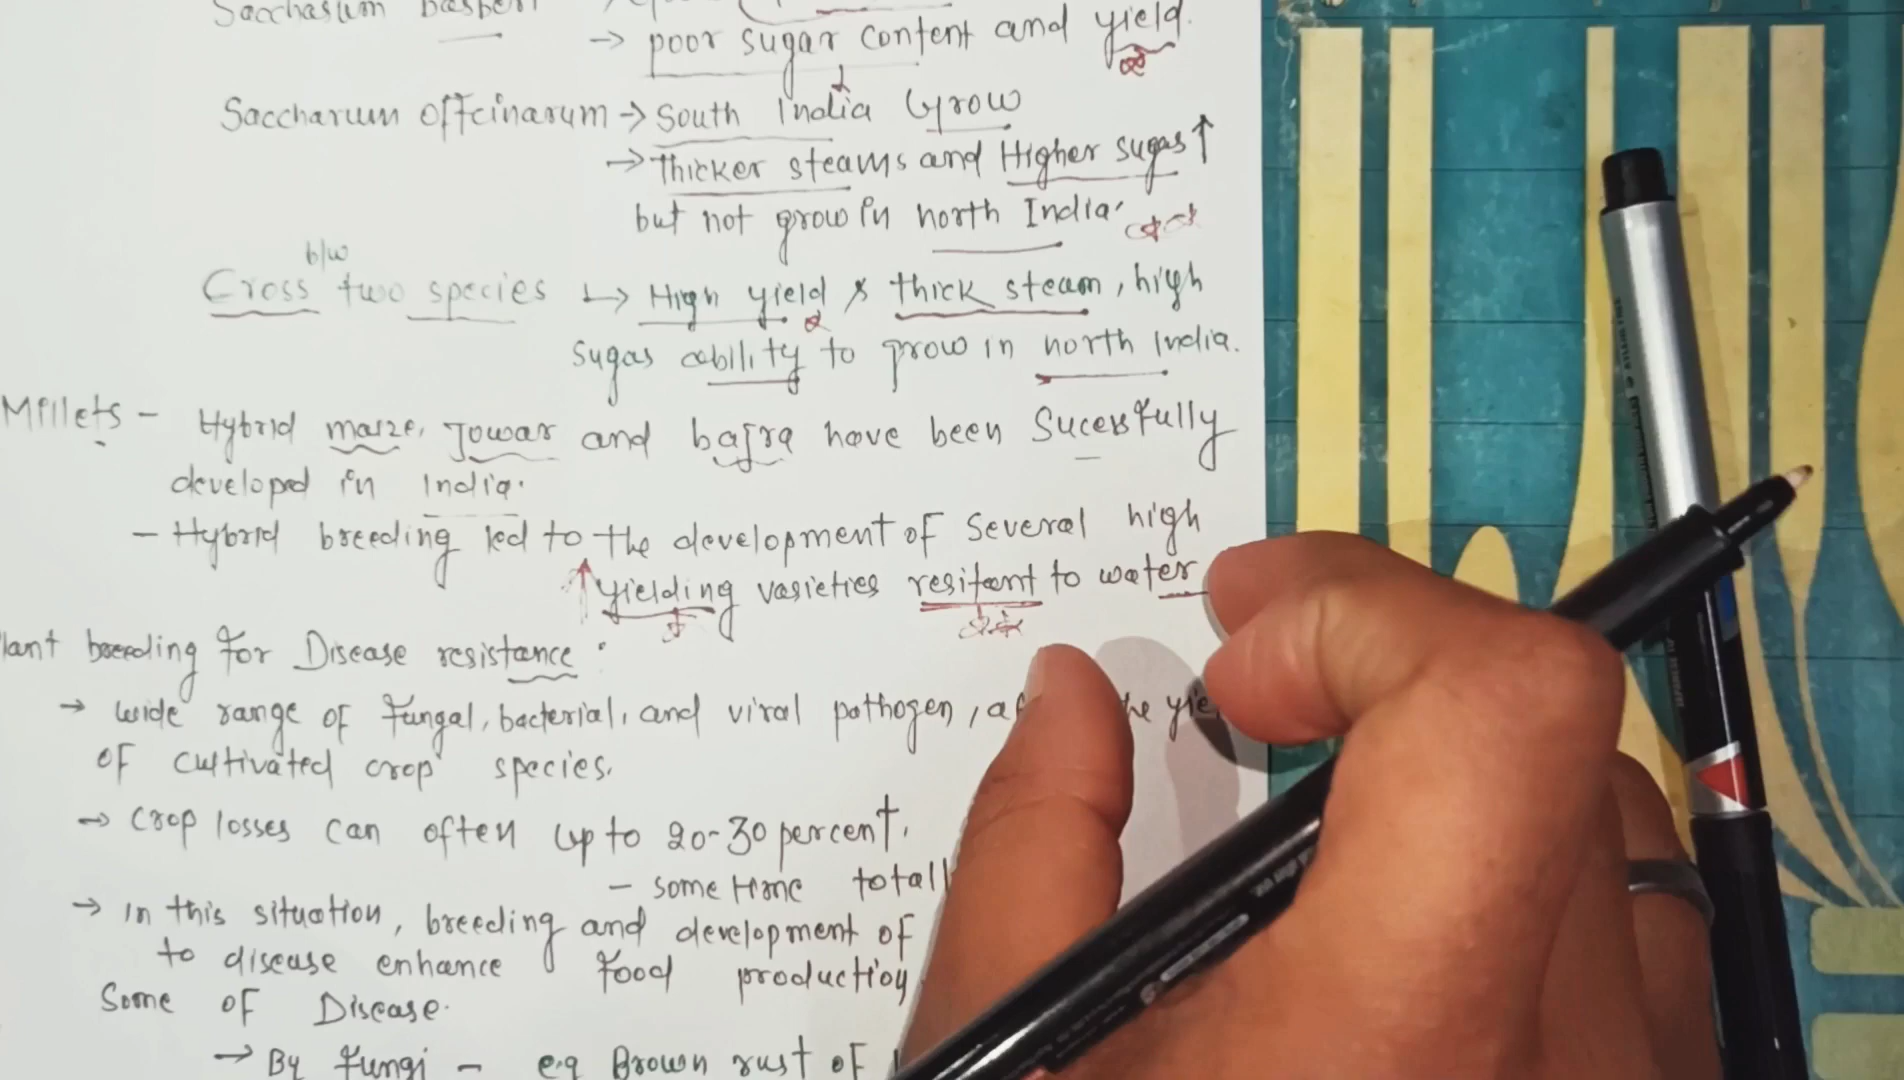 Saccharum barberi
→ poor sugar content and yield.
Saccharum officinarum → South India Grow
→ Thicker steams and Higher sugar ↑
but not grow in north India.
b/w
Cross two species ↳ High yield & thick steam, high
sugar ability to grow in north India.
Millets - Hybrid maize, Jowar and bajra have been Sucessfully
developed in India.
- Hybrid breeding led to the development of Several high
↑ yielding varieties resitant to water
lant breeding for Disease resistance :
→ wide range of fungal, bacterial, and viral pathogen,
of cultivated crop species.
→ Crop losses can often up to 20-30 percent.
- some time totall
→ In this situation, breeding and development of
to disease enhance food production
Some of Disease.
→ By fungi - e.g Brown rust of